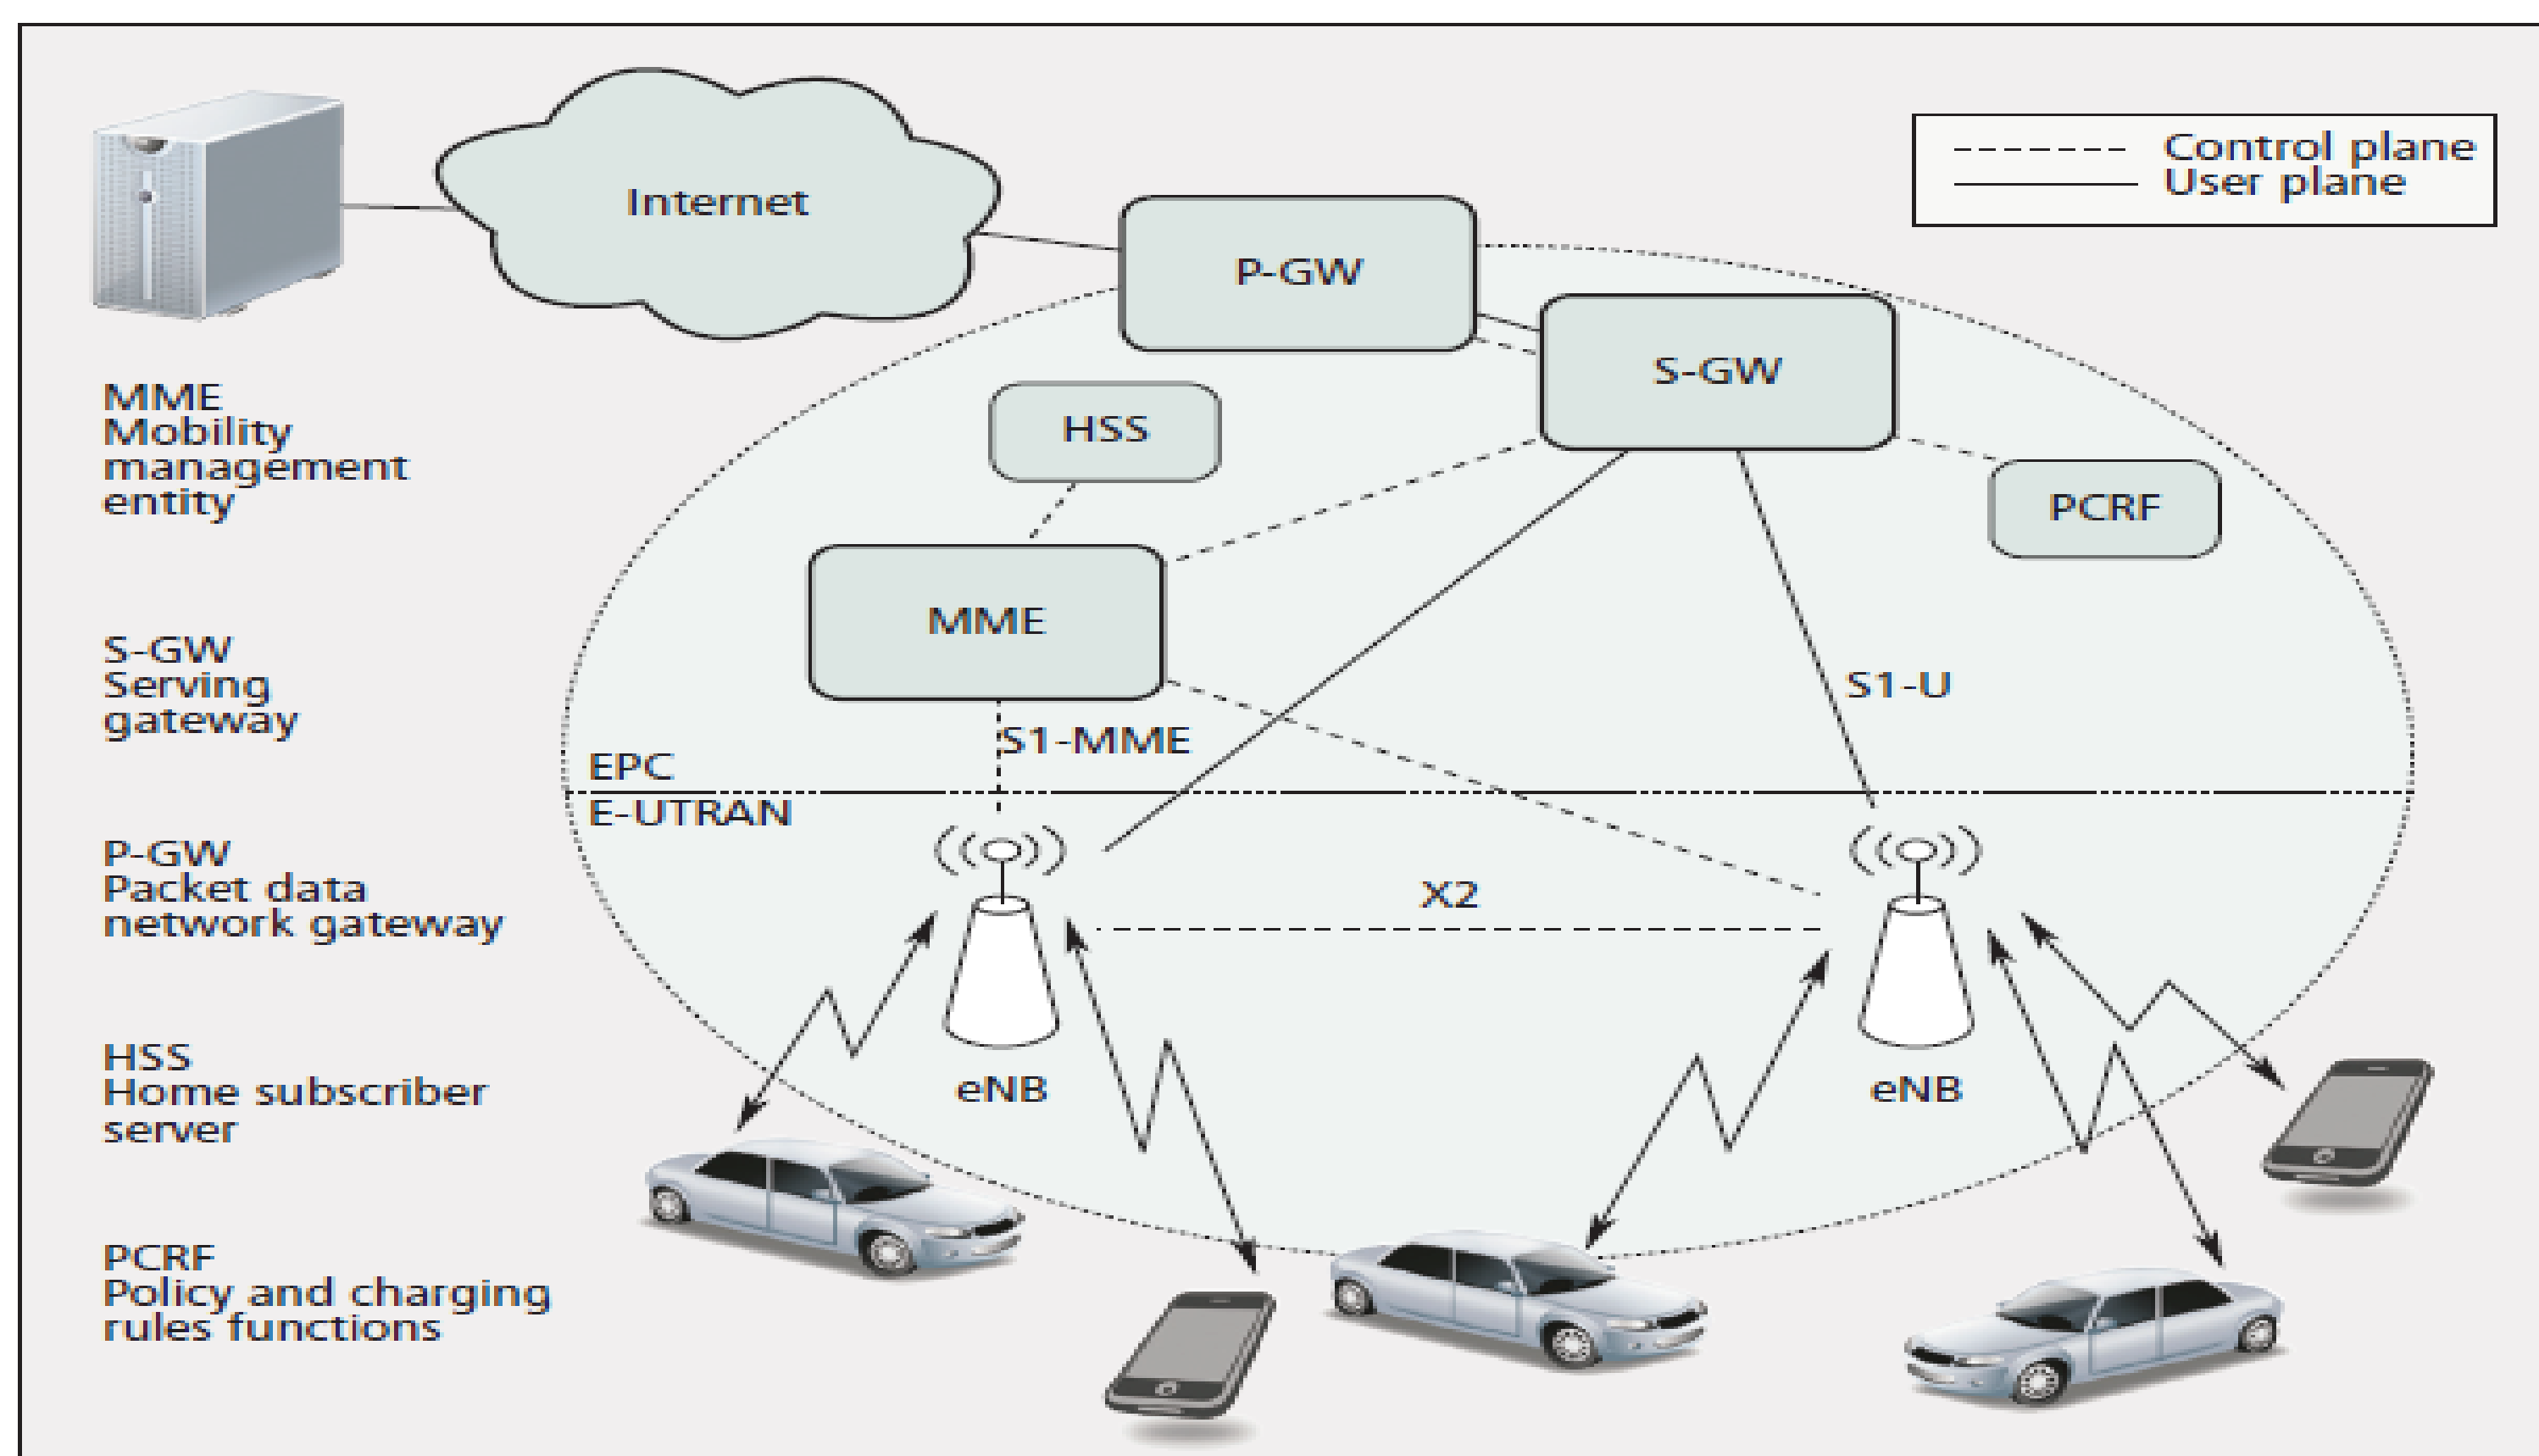 Internet
Control plane
User plane
P-GW
S-GW
HSS
PCRF
MME
S1-U
S1-MME
EPC
E-UTRAN
X2
eNB
eNB
MME
Mobility
management
entity
S-GW
Serving
gateway
P-GW
Packet data
network gateway
HSS
Home subscriber
server
PCRF
Policy and charging
rules functions